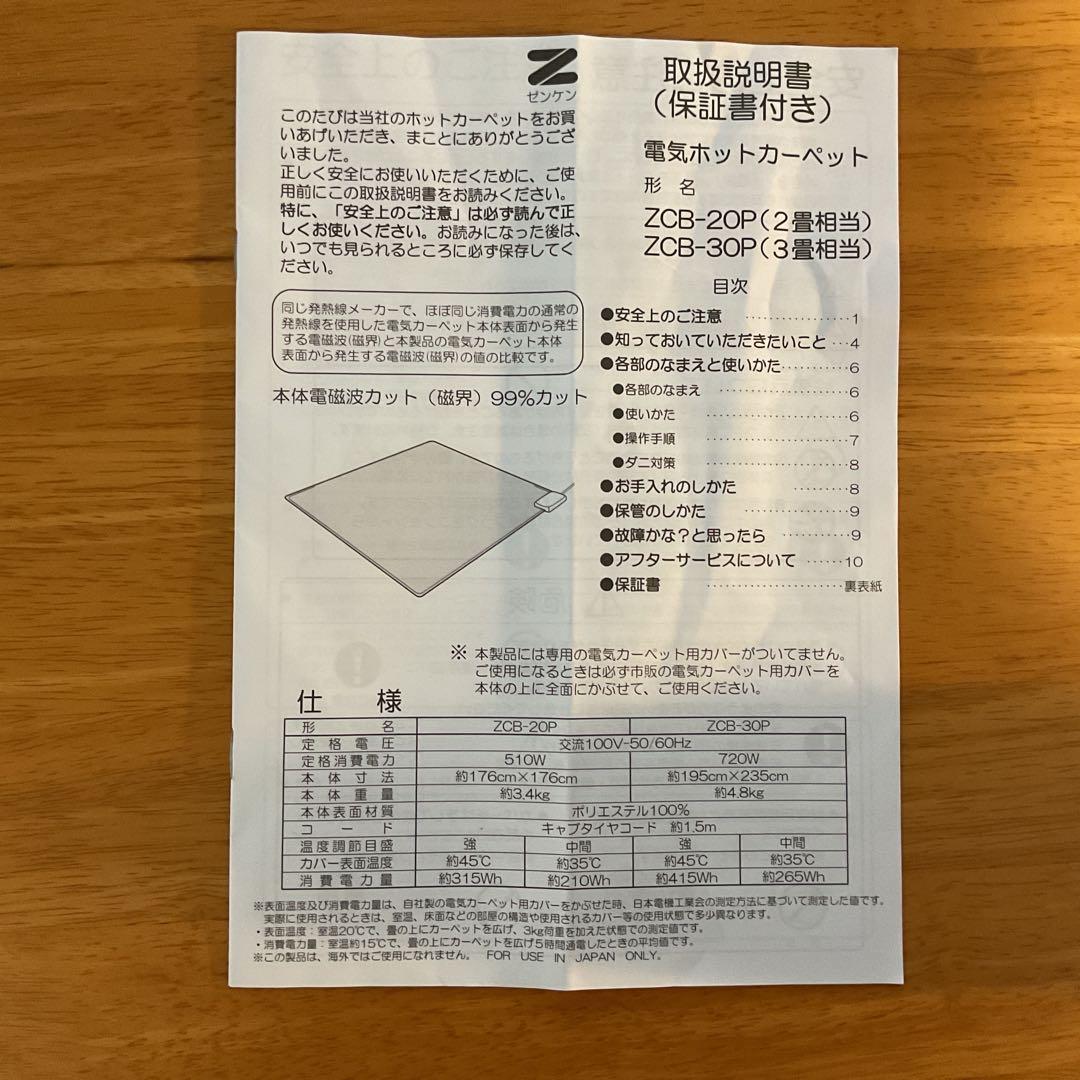 ゼンケン
このたびは当社のホットカーペットをお買
いあげいただき、まことにありがとうござ
いました。
正しく安全にお使いいただくために、ご使
用前にこの取扱説明書をお読みください。
特に、「安全上のご注意」は必ず読んで正
しくお使いください。お読みになった後は、
いつでも見られるところに必ず保存してく
ださい。
同じ発熱線メーカーで、ほぼ同じ消費電力の通常の
発熱線を使用した電気カーペット本体表面から発生
する電磁波(磁界)と本製品の電気カーペット本体
表面から発生する電磁波(磁界)の値の比較です。
本体電磁波カット（磁界）99%カット
取扱説明書
（保証書付き）
電気ホットカーペット
形 名
ZCB-20P（2畳相当）
ZCB-30P（3畳相当）
目次
●安全上のご注意 ……………1
●知っておいていただきたいこと …4
●各部のなまえと使いかた…………6
●各部のなまえ ………………6
●使いかた ………………6
●操作手順 ………………7
●ダニ対策 ………………8
●お手入れのしかた …………8
●保管のしかた ……………9
●故障かな？と思ったら …………9
●アフターサービスについて ……10
●保証書 ………………裏表紙
※ 本製品には専用の電気カーペット用カバーがついてません。
ご使用になるときは必ず市販の電気カーペット用カバーを
本体の上に全面にかぶせて、ご使用ください。
仕 様
形 名 ZCB-20P ZCB-30P
定格電圧 交流100V-50/60Hz
定格消費電力 510W 720W
本体寸法 約176cm×176cm 約195cm×235cm
本体重量 約3.4kg 約4.8kg
本体表面材質 ポリエステル100%
コード キャブタイヤコード 約1.5m
温度調節目盛 強 中間 強 中間
カバー表面温度 約45℃ 約35℃ 約45℃ 約35℃
消費電力量 約315Wh 約210Wh 約415Wh 約265Wh
※表面温度及び消費電力量は、自社製の電気カーペット用カバーをかぶせた時、日本電機工業会の測定方法に基づいて測定した値です。
実際に使用されるときは、室温、床面などの部屋の構造や使用されるカバー等の使用状態で多少異なります。
・表面温度：室温20℃で、畳の上にカーペットを広げ、3kg荷重を加えた状態での測定値です。
・消費電力量：室温約15℃で、畳の上にカーペットを広げ5時間通電したときの平均値です。
※この製品は、海外ではご使用になれません。 FOR USE IN JAPAN ONLY.